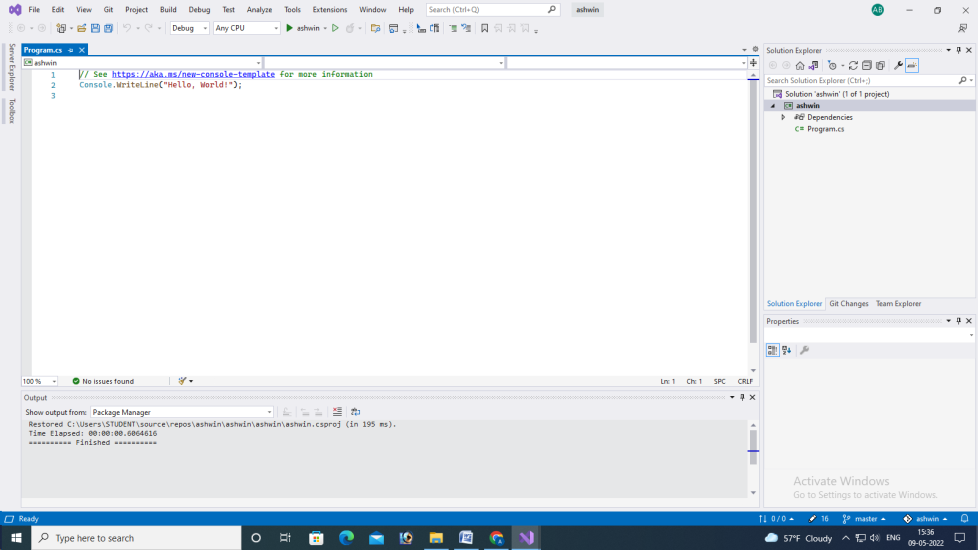 File Edit View Git Project Build Debug Test Analyze Tools Extensions Window Help Search (Ctrl+Q) ashwin AB
Debug Any CPU ashwin
Program.cs
ashwin
1 // See https://aka.ms/new-console-template for more information
2 Console.WriteLine("Hello, World!");
3
Server Explorer
Toolbox
100 % No issues found Ln: 1 Ch: 1 SPC CRLF
Output
Show output from: Package Manager
Restored C:\Users\STUDENT\source\repos\ashwin\ashwin\ashwin\ashwin.csproj (in 195 ms).
Time Elapsed: 00:00:00.6064616
========== Finished ==========
Solution Explorer
Search Solution Explorer (Ctrl+;)
Solution 'ashwin' (1 of 1 project)
ashwin
Dependencies
C# Program.cs
Solution Explorer Git Changes Team Explorer
Properties
Activate Windows
Go to Settings to activate Windows.
Ready 0 / 0 16 master ashwin
Type here to search 57°F Cloudy ENG 15:36
09-05-2022